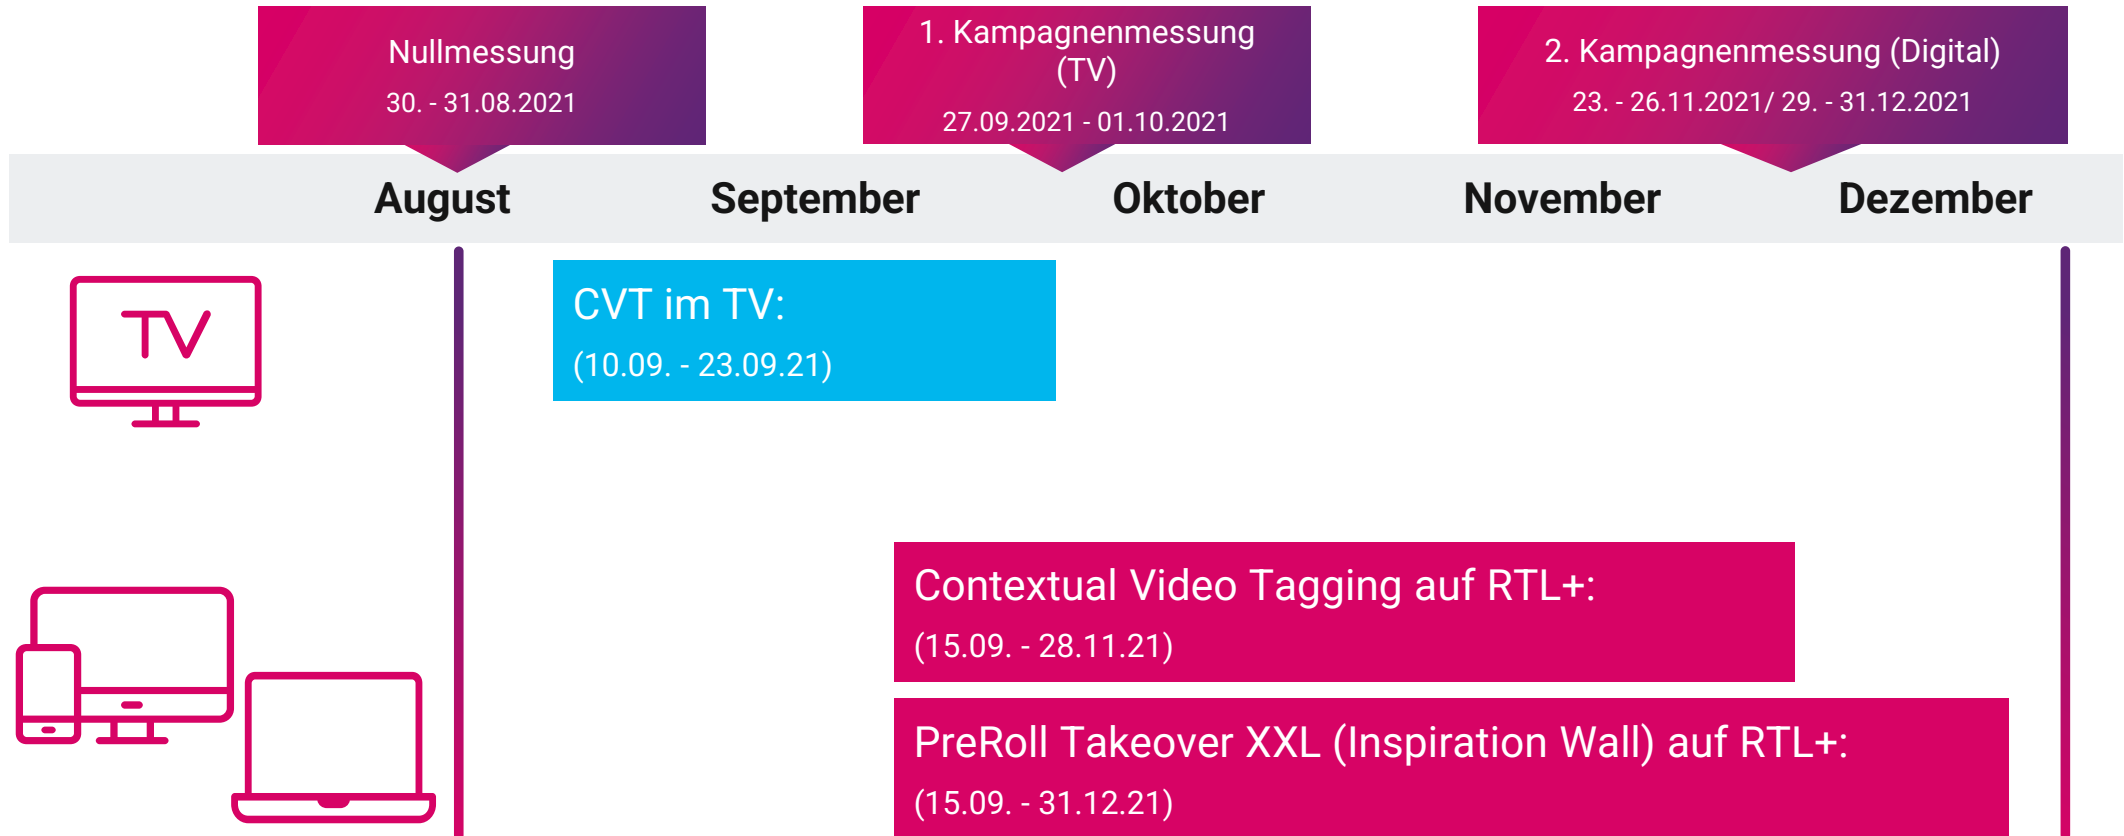 Nullmessung
30. - 31.08.2021
1. Kampagnenmessung
(TV)
27.09.2021 - 01.10.2021
2. Kampagnenmessung (Digital)
23. - 26.11.2021/ 29. - 31.12.2021
August
September
Oktober
November
Dezember
TV
CVT im TV:
(10.09. - 23.09.21)
Contextual Video Tagging auf RTL+:
(15.09. - 28.11.21)
PreRoll Takeover XXL (Inspiration Wall) auf RTL+:
(15.09. - 31.12.21)